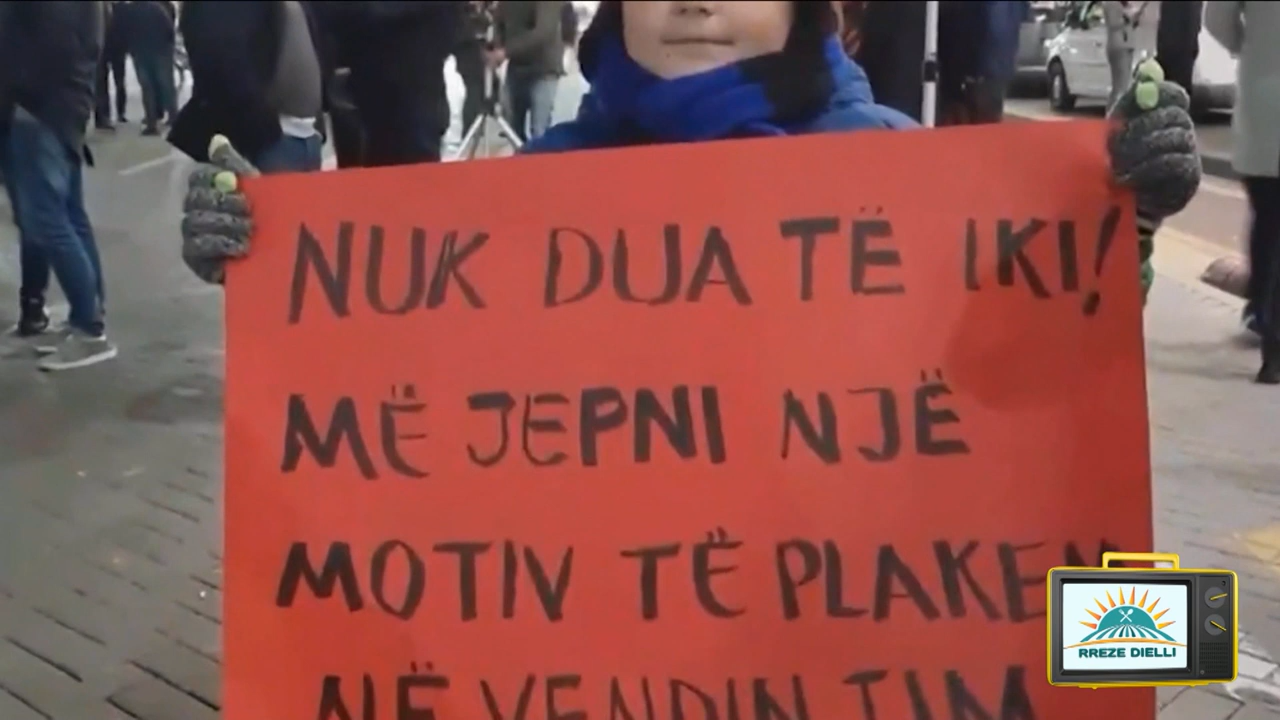 NUK DUA TË IKI!
MË JEPNI NJË
MOTIV TË PLAKEM
NË VENDIN TIM
RREZE DIELLI